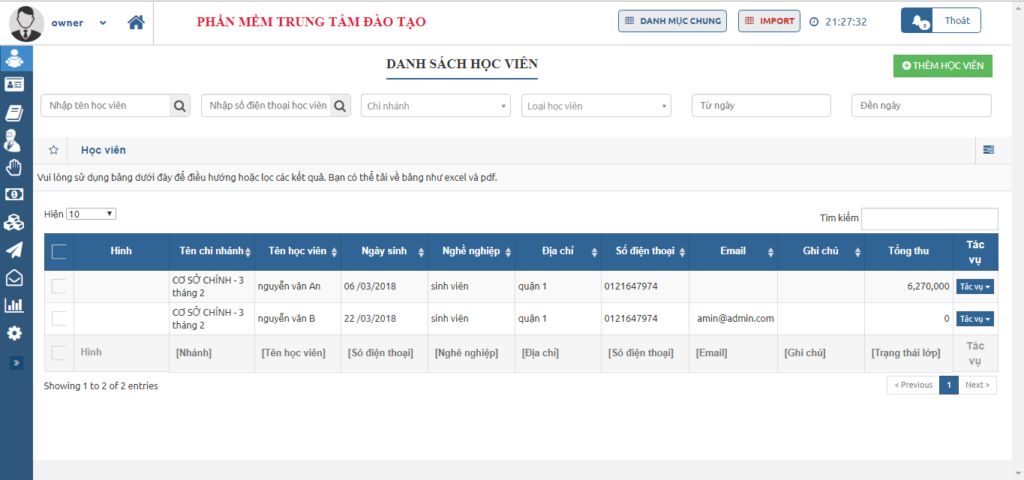 owner
PHẦN MỀM TRUNG TÂM ĐÀO TẠO
DANH MỤC CHUNG
IMPORT
21:27:32
0
Thoát
DANH SÁCH HỌC VIÊN
THÊM HỌC VIÊN
Nhập tên học viên
Nhập số điện thoại học viên
Chi nhánh
Loại học viên
Từ ngày
Đến ngày
Học viên
Vui lòng sử dụng bảng dưới đây để điều hướng hoặc lọc các kết quả. Bạn có thể tải về bảng như excel và pdf.
Hiện 10
Tìm kiếm
Hình Tên chi nhánh Tên học viên Ngày sinh Nghề nghiệp Địa chỉ Số điện thoại Email Ghi chú Tổng thu Tác vụ
CƠ SỞ CHÍNH - 3 tháng 2 nguyễn văn An 06 /03/2018 sinh viên quận 1 0121647974 6,270,000 Tác vụ
CƠ SỞ CHÍNH - 3 tháng 2 nguyễn văn B 22 /03/2018 sinh viên quận 1 0121647974 amin@admin.com 0 Tác vụ
Hình [Nhánh] [Tên học viên] [Số điện thoại] [Nghề nghiệp] [Địa chỉ] [Số điện thoại] [Email] [Ghi chú] [Trạng thái lớp] Tác vụ
Showing 1 to 2 of 2 entries
< Previous 1 Next >